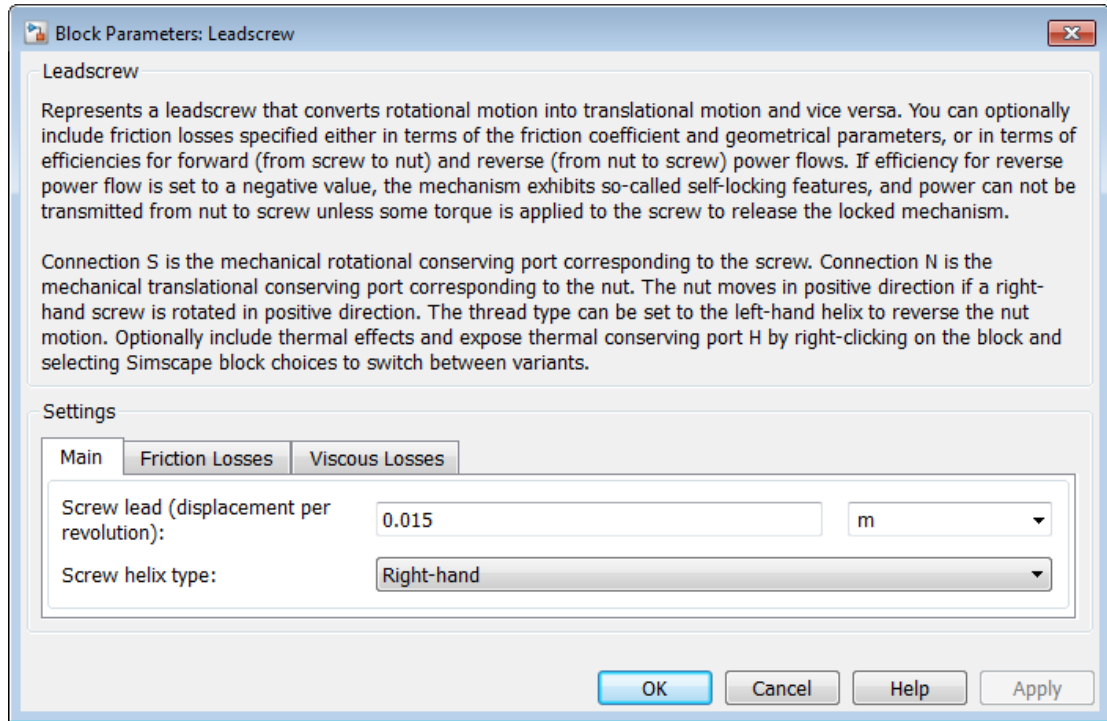 Block Parameters: Leadscrew
Leadscrew
Represents a leadscrew that converts rotational motion into translational motion and vice versa. You can optionally
include friction losses specified either in terms of the friction coefficient and geometrical parameters, or in terms of
efficiencies for forward (from screw to nut) and reverse (from nut to screw) power flows. If efficiency for reverse
power flow is set to a negative value, the mechanism exhibits so-called self-locking features, and power can not be
transmitted from nut to screw unless some torque is applied to the screw to release the locked mechanism.
Connection S is the mechanical rotational conserving port corresponding to the screw. Connection N is the
mechanical translational conserving port corresponding to the nut. The nut moves in positive direction if a right-
hand screw is rotated in positive direction. The thread type can be set to the left-hand helix to reverse the nut
motion. Optionally include thermal effects and expose thermal conserving port H by right-clicking on the block and
selecting Simscape block choices to switch between variants.
Settings
Main Friction Losses Viscous Losses
Screw lead (displacement per
revolution):
0.015 m
Screw helix type: Right-hand
OK Cancel Help Apply